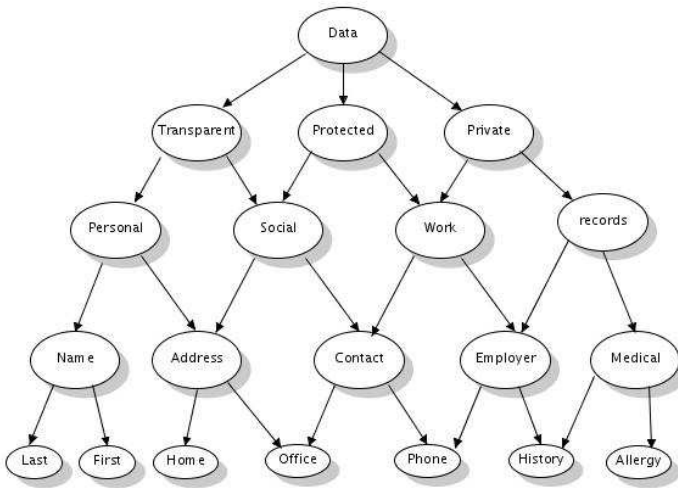 Data
Transparent
Protected
Private
Personal
Social
Work
records
Name
Address
Contact
Employer
Medical
Last
First
Home
Office
Phone
History
Allergy